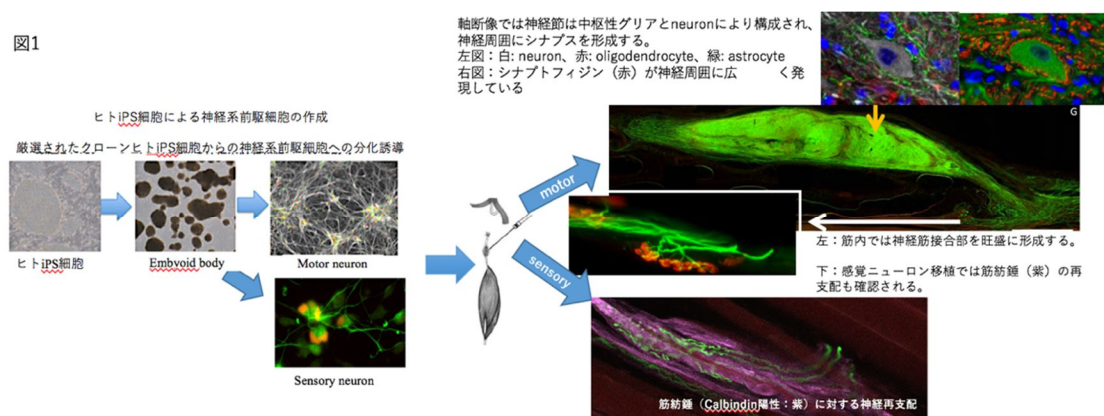 図1
軸断像では神経節は中枢性グリアとneuronにより構成され、
神経周囲にシナプスを形成する。
左図：白: neuron、赤: oligodendrocyte、緑: astrocyte
右図：シナプトフィジン（赤）が神経周囲に広 く発
現している
ヒトiPS細胞による神経系前駆細胞の作成
厳選されたクローンヒトiPS細胞からの神経系前駆細胞への分化誘導
ヒトiPS細胞
Embvoid body
Motor neuron
Sensory neuron
motor
sensory
G
左：筋内では神経筋接合部を旺盛に形成する。
下：感覚ニューロン移植では筋紡錘（紫）の再
支配も確認される。
筋紡錘（Calbindin陽性：紫）に対する神経再支配